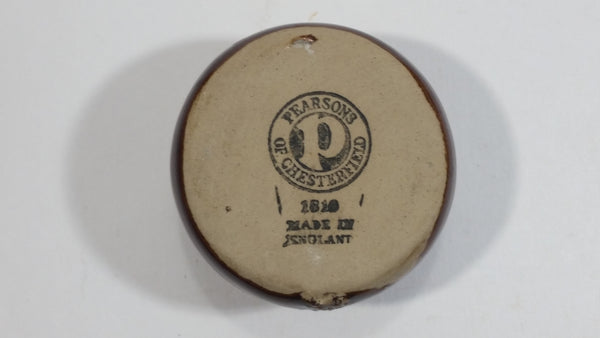 PEARSONS
P
OF CHESTERFIELD
1810
MADE IN
ENGLAND